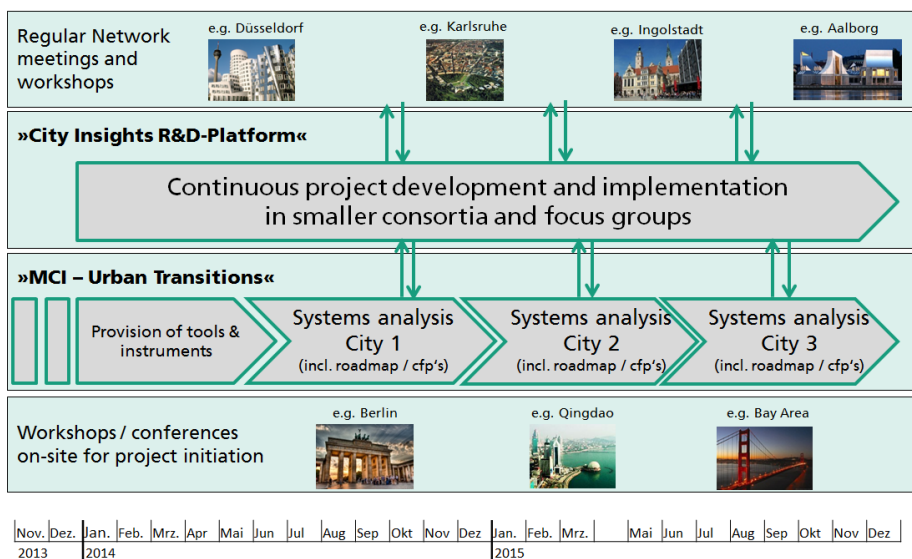 Regular Network
meetings and
workshops
e.g. Düsseldorf
e.g. Karlsruhe
e.g. Ingolstadt
e.g. Aalborg
»City Insights R&D-Platform«
Continuous project development and implementation
in smaller consortia and focus groups
»MCI – Urban Transitions«
Provision of tools &
instruments
Systems analysis
City 1
(incl. roadmap / cfp's)
Systems analysis
City 2
(incl. roadmap / cfp's)
Systems analysis
City 3
(incl. roadmap / cfp's)
Workshops / conferences
on-site for project initiation
e.g. Berlin
e.g. Qingdao
e.g. Bay Area
Nov. Dez. Jan. Feb. Mrz. Apr Mai Jun Jul Aug Sep Okt Nov Dez Jan. Feb. Mrz. Mai Jun Jul Aug Sep Okt Nov Dez
2013 2014 2015